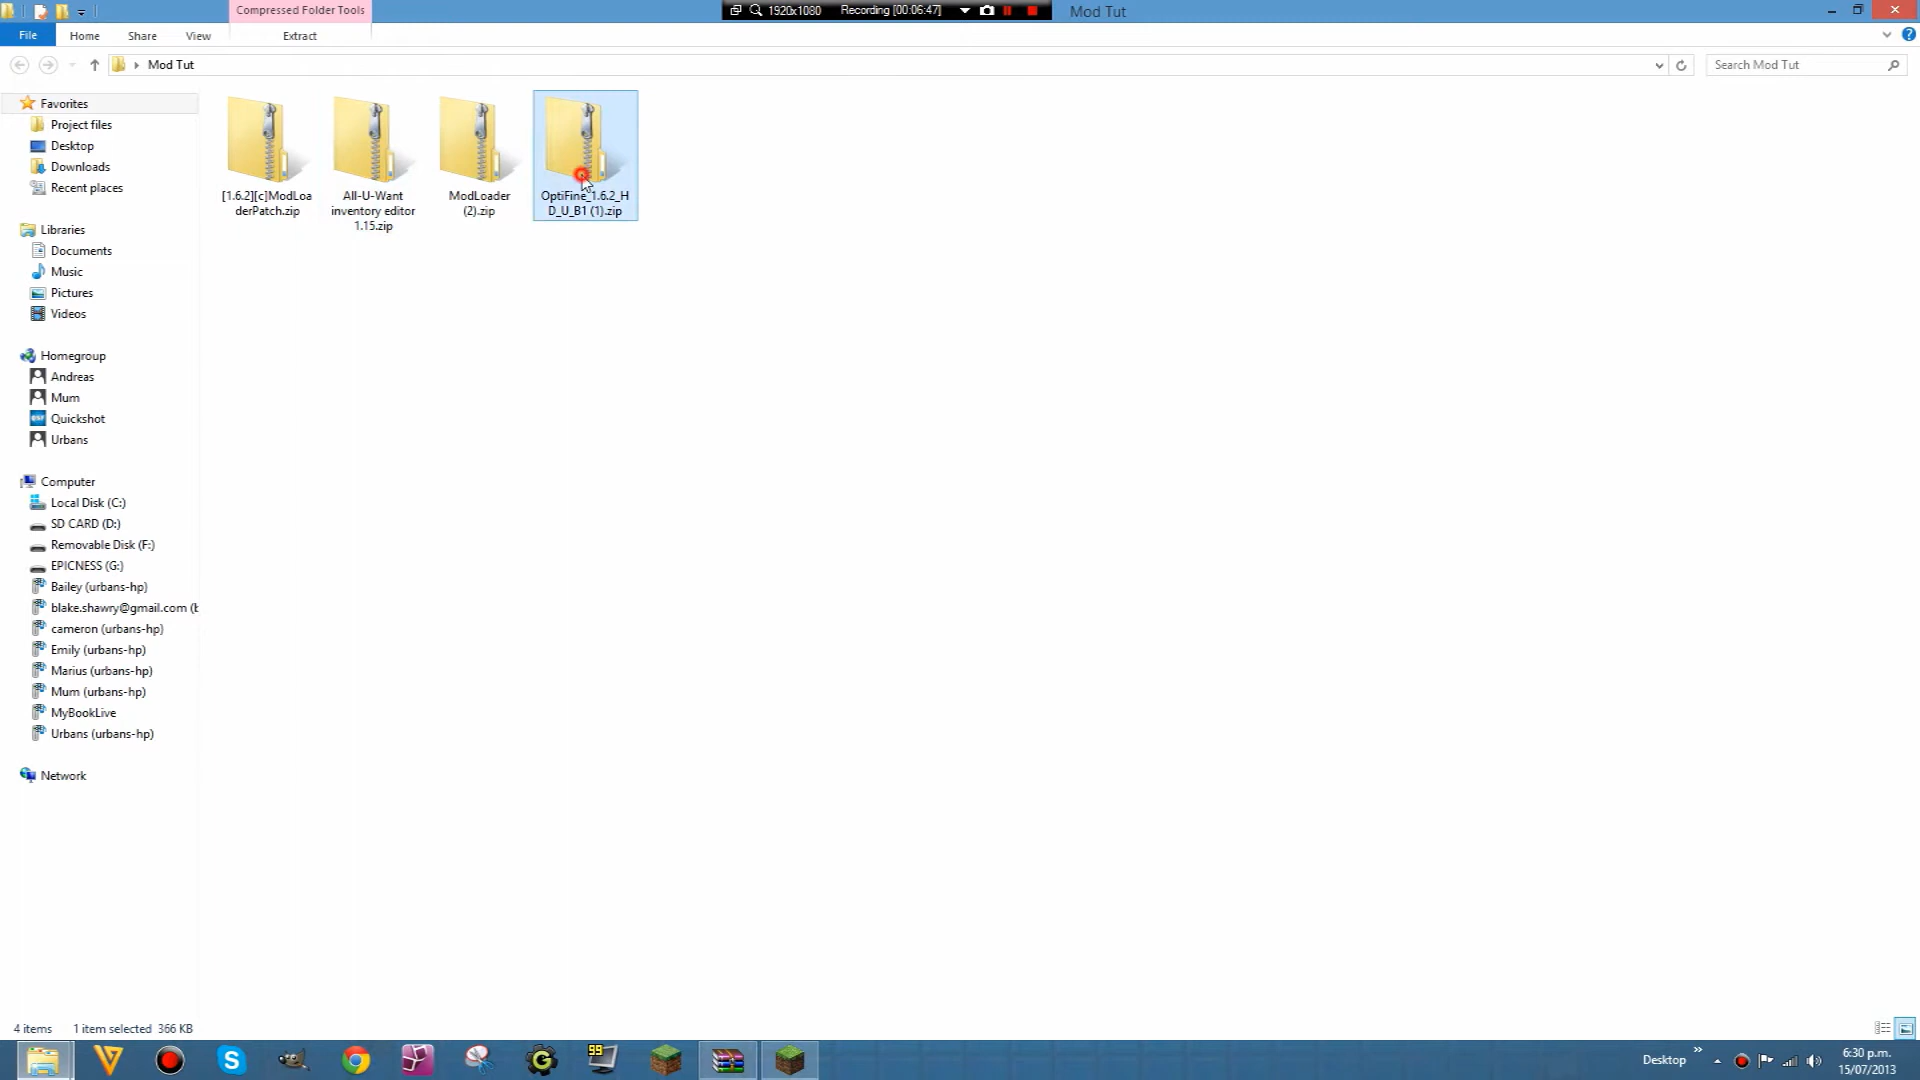 Compressed Folder Tools
1920x1080 Recording [00:06:47]
Mod Tut
File Home Share View Extract
Mod Tut
Search Mod Tut
Favorites
Project files
Desktop
Downloads
Recent places
Libraries
Documents
Music
Pictures
Videos
Homegroup
Andreas
Mum
Quickshot
Urbans
Computer
Local Disk (C:)
SD CARD (D:)
Removable Disk (F:)
EPICNESS (G:)
Bailey (urbans-hp)
blake.shawry@gmail.com (b
cameron (urbans-hp)
Emily (urbans-hp)
Marius (urbans-hp)
Mum (urbans-hp)
MyBookLive
Urbans (urbans-hp)
Network
[1.6.2][c]ModLoa
derPatch.zip
All-U-Want
inventory editor
1.15.zip
ModLoader
(2).zip
OptiFine_1.6.2_H
D_U_B1 (1).zip
4 items 1 item selected 366 KB
99
Desktop
6:30 p.m.
15/07/2013